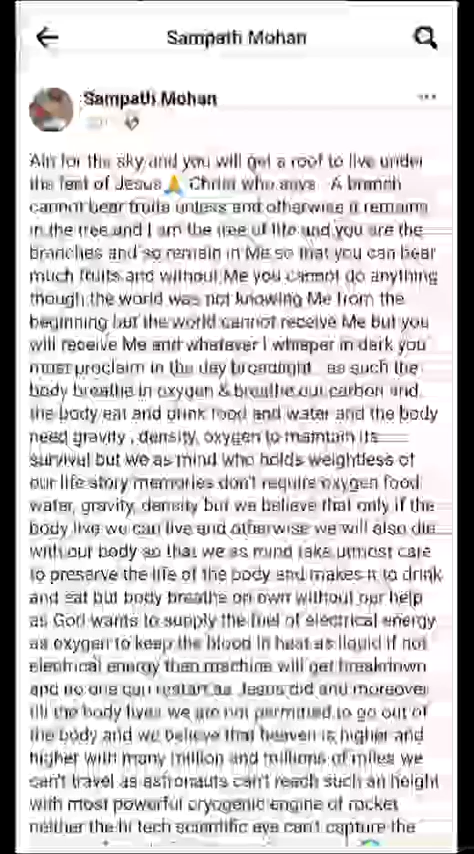 Sampath Mohan
Sampath Mohan
Ain for the sky and you will get a roof to live under
the feet of Jesus🙏 Christ who says A branch
cannot bear fruits unless and otherwise it remains
in the tree and I am the tree of life and you are the
branches and so remain in Me so that you can bear
much fruits and without Me you cannot do anything
though the world was not knowing Me from the
beginning but the world cannot receive Me but you
will receive Me and whatever I whisper in dark you
must proclaim in the day broadlight as such the
body breathe in oxygen & breathe out carbon and
the body eat and drink food and water and the body
need gravity , density, oxygen to maintain its
survival but we as mind who holds weightless of
our life story memories don't require oxygen food
water, gravity, density but we believe that only if the
body live we can live and otherwise we will also die
with our body so that we as mind take utmost care
to preserve the life of the body and makes it to drink
and eat but body breathe on own without our help
as God wants to supply the fuel of electrical energy
as oxygen to keep the blood in heat as liquid if not
electrical energy then machine will get breakdown
and no one can restart as Jesus did and moreover
till the body lives we are not permitted to go out of
the body and we believe that heaven is higher and
higher with many million and millions of miles we
can't travel as astronauts can't reach such an height
with most powerful cryogenic engine of rocket
neither the hi tech scientific eye can't capture the